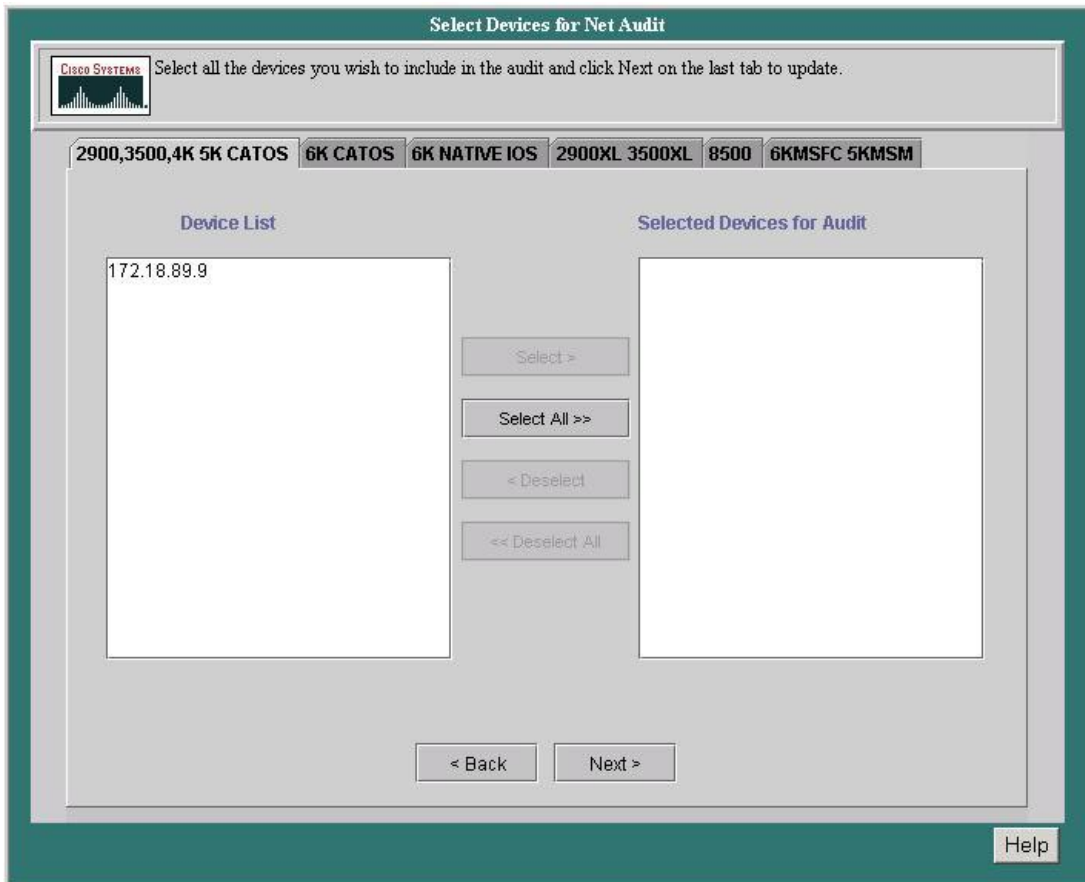 Select Devices for Net Audit
CISCO SYSTEMS
Select all the devices you wish to include in the audit and click Next on the last tab to update.
2900,3500,4K 5K CATOS 6K CATOS 6K NATIVE IOS 2900XL 3500XL 8500 6KMSFC 5KMSM
Device List Selected Devices for Audit
172.18.89.9
Select >
Select All >>
< Deselect
<< Deselect All
< Back Next >
Help